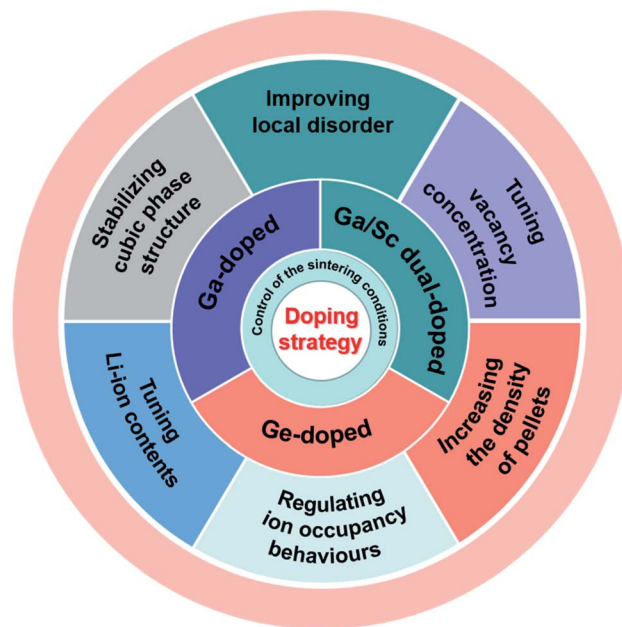 Improving
local disorder
Tuning
vacancy
concentration
Increasing
the density
of pellets
Regulating
ion occupancy
behaviours
Tuning
Li-ion contents
Stabilizing
cubic phase
structure
Ga-doped
Ga/Sc dual-doped
Ge-doped
Control of the sintering conditions
Doping
strategy